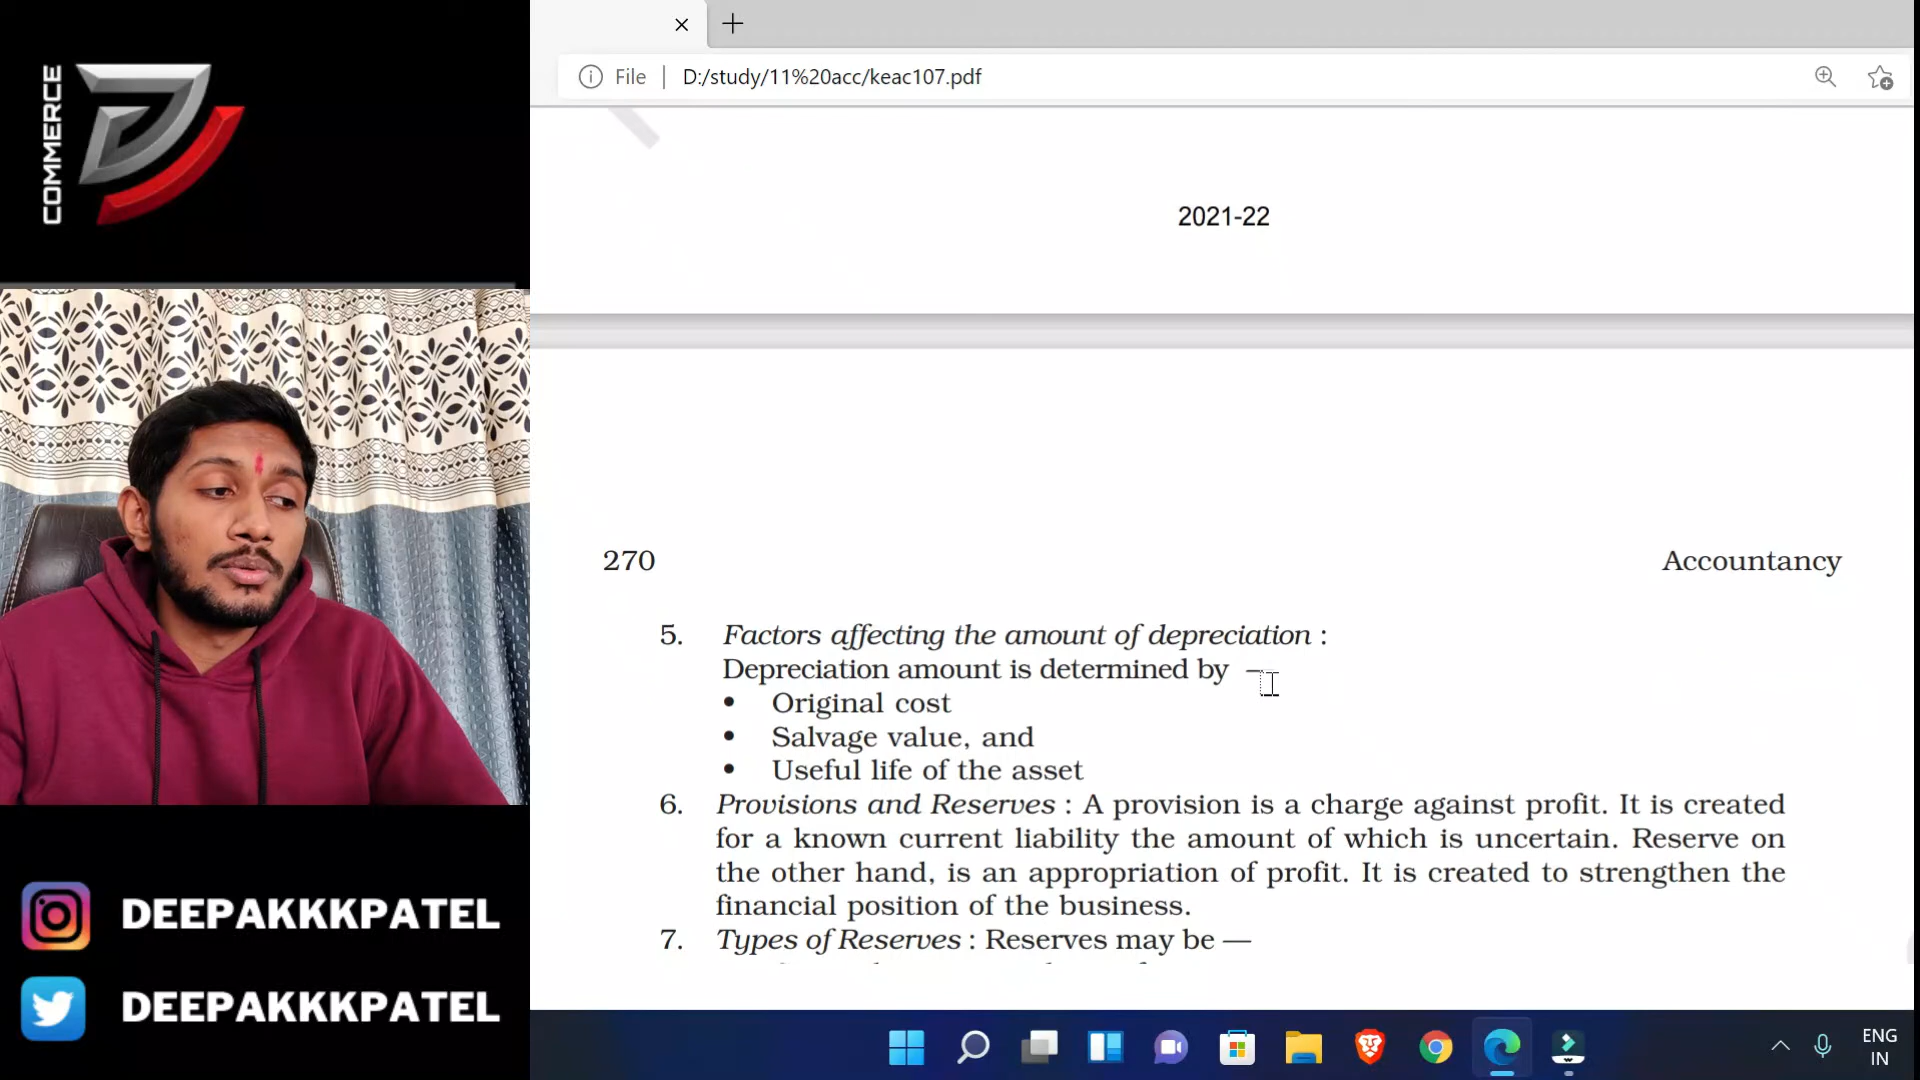 COMMERCE
DEEPAKKKPATEL
DEEPAKKKPATEL
File | D:/study/11%20acc/keac107.pdf
2021-22
270 Accountancy
5. Factors affecting the amount of depreciation :
Depreciation amount is determined by –
• Original cost
• Salvage value, and
• Useful life of the asset
6. Provisions and Reserves : A provision is a charge against profit. It is created
for a known current liability the amount of which is uncertain. Reserve on
the other hand, is an appropriation of profit. It is created to strengthen the
financial position of the business.
7. Types of Reserves : Reserves may be —
ENG
IN